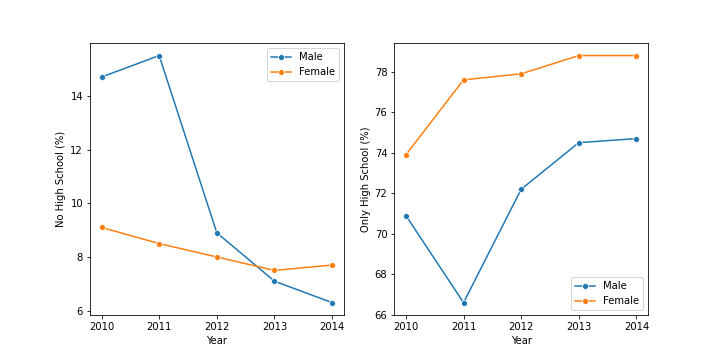 No High School (%)
14
12
10
8
6
Male
Female
2010 2011 2012 2013 2014
Year
Only High School (%)
78
76
74
72
70
68
66
Male
Female
2010 2011 2012 2013 2014
Year